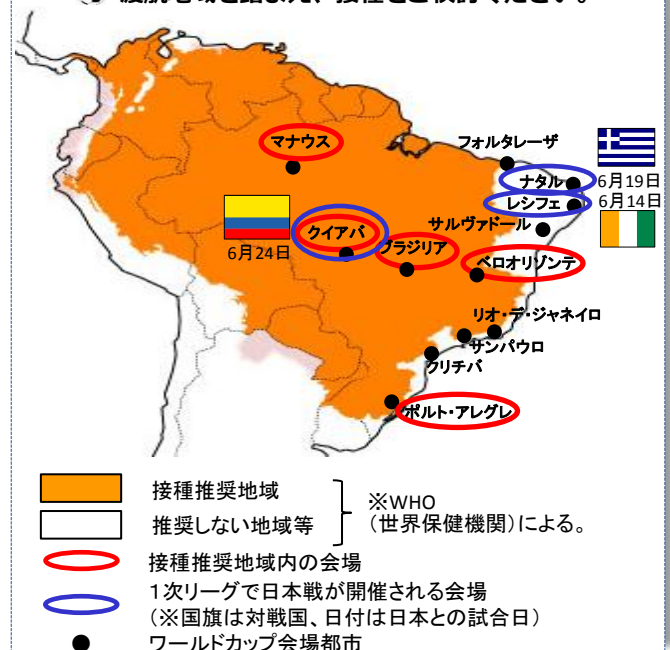 マナウス
フォルタレーザ
ナタル
6月19日
レシフェ
6月14日
サルヴァドール
クイアバ
6月24日
ブラジリア
ベロオリゾンテ
リオ・デ・ジャネイロ
サンパウロ
クリチバ
ポルト・アレグレ
接種推奨地域
推奨しない地域等
※WHO
(世界保健機関)による。
接種推奨地域内の会場
1次リーグで日本戦が開催される会場
(※国旗は対戦国、日付は日本との試合日)
ワールドカップ会場都市